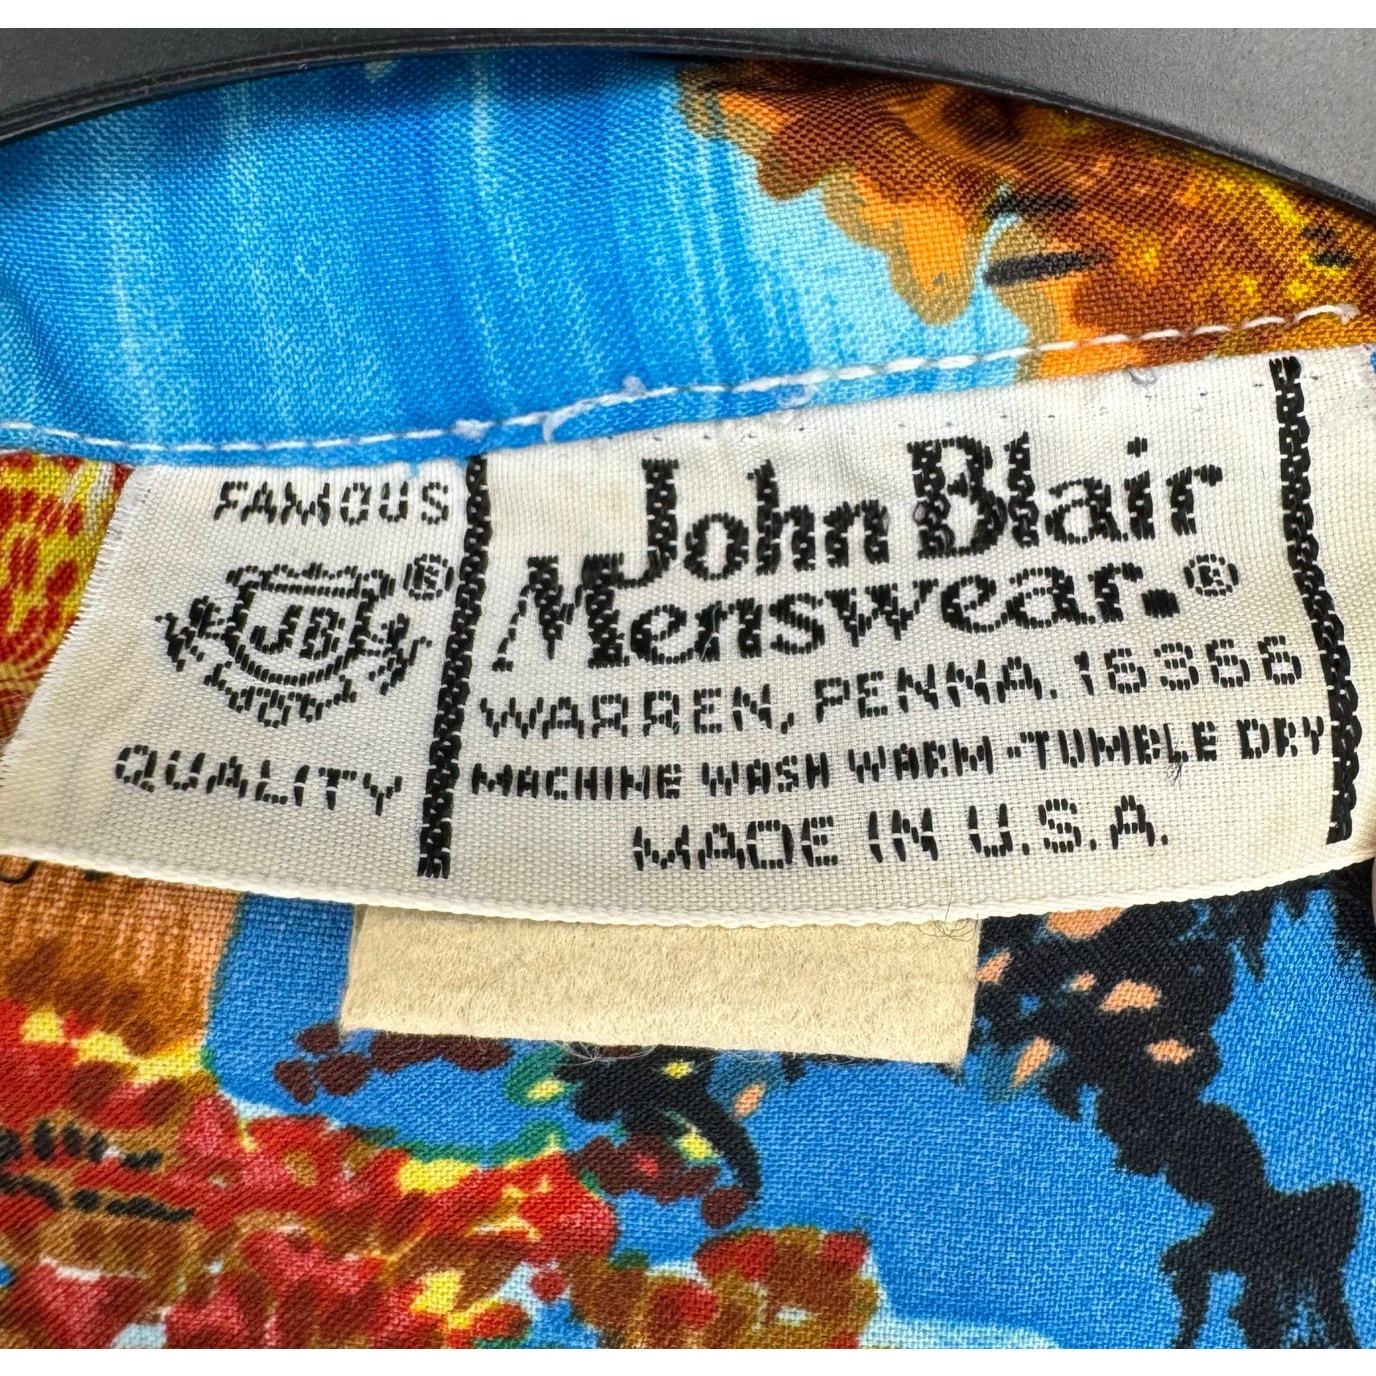 FAMOUS
JB
®
QUALITY
John Blair
Menswear.®
WARREN, PENNA. 16366
MACHINE WASH WARM-TUMBLE DRY
MADE IN U.S.A.